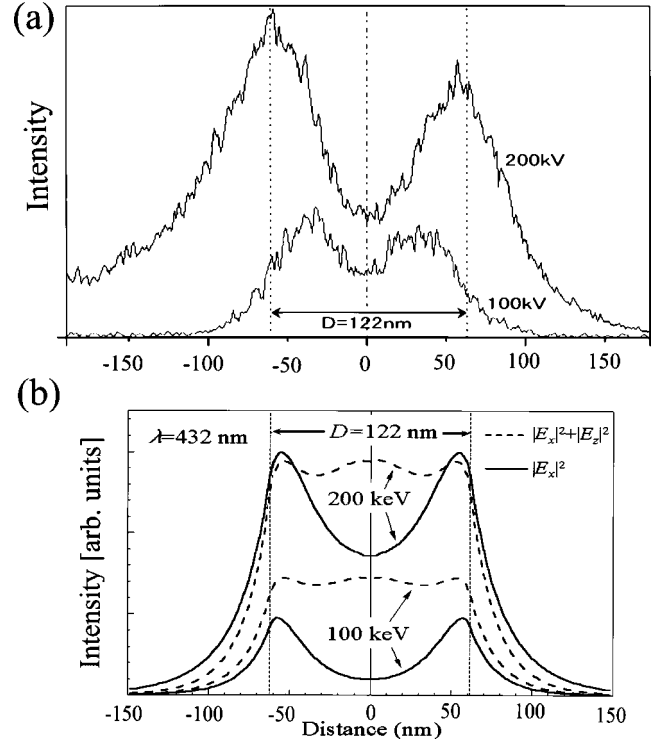 (a)
Intensity
200kV
100kV
D=122nm
-150 -100 -50 0 50 100 150
(b)
λ=432 nm
D=122 nm
|Eₓ|²+|E_z|²
|Eₓ|²
200 keV
100 keV
Intensity [arb. units]
-150 -100 -50 0 50 100 150
Distance (nm)